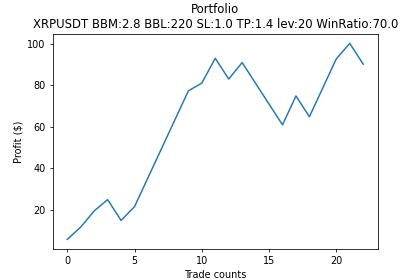 Portfolio
XRPUSDT BBM:2.8 BBL:220 SL:1.0 TP:1.4 lev:20 WinRatio:70.0
100
80
60
40
20
Profit ($)
0
5
10
15
20
Trade counts